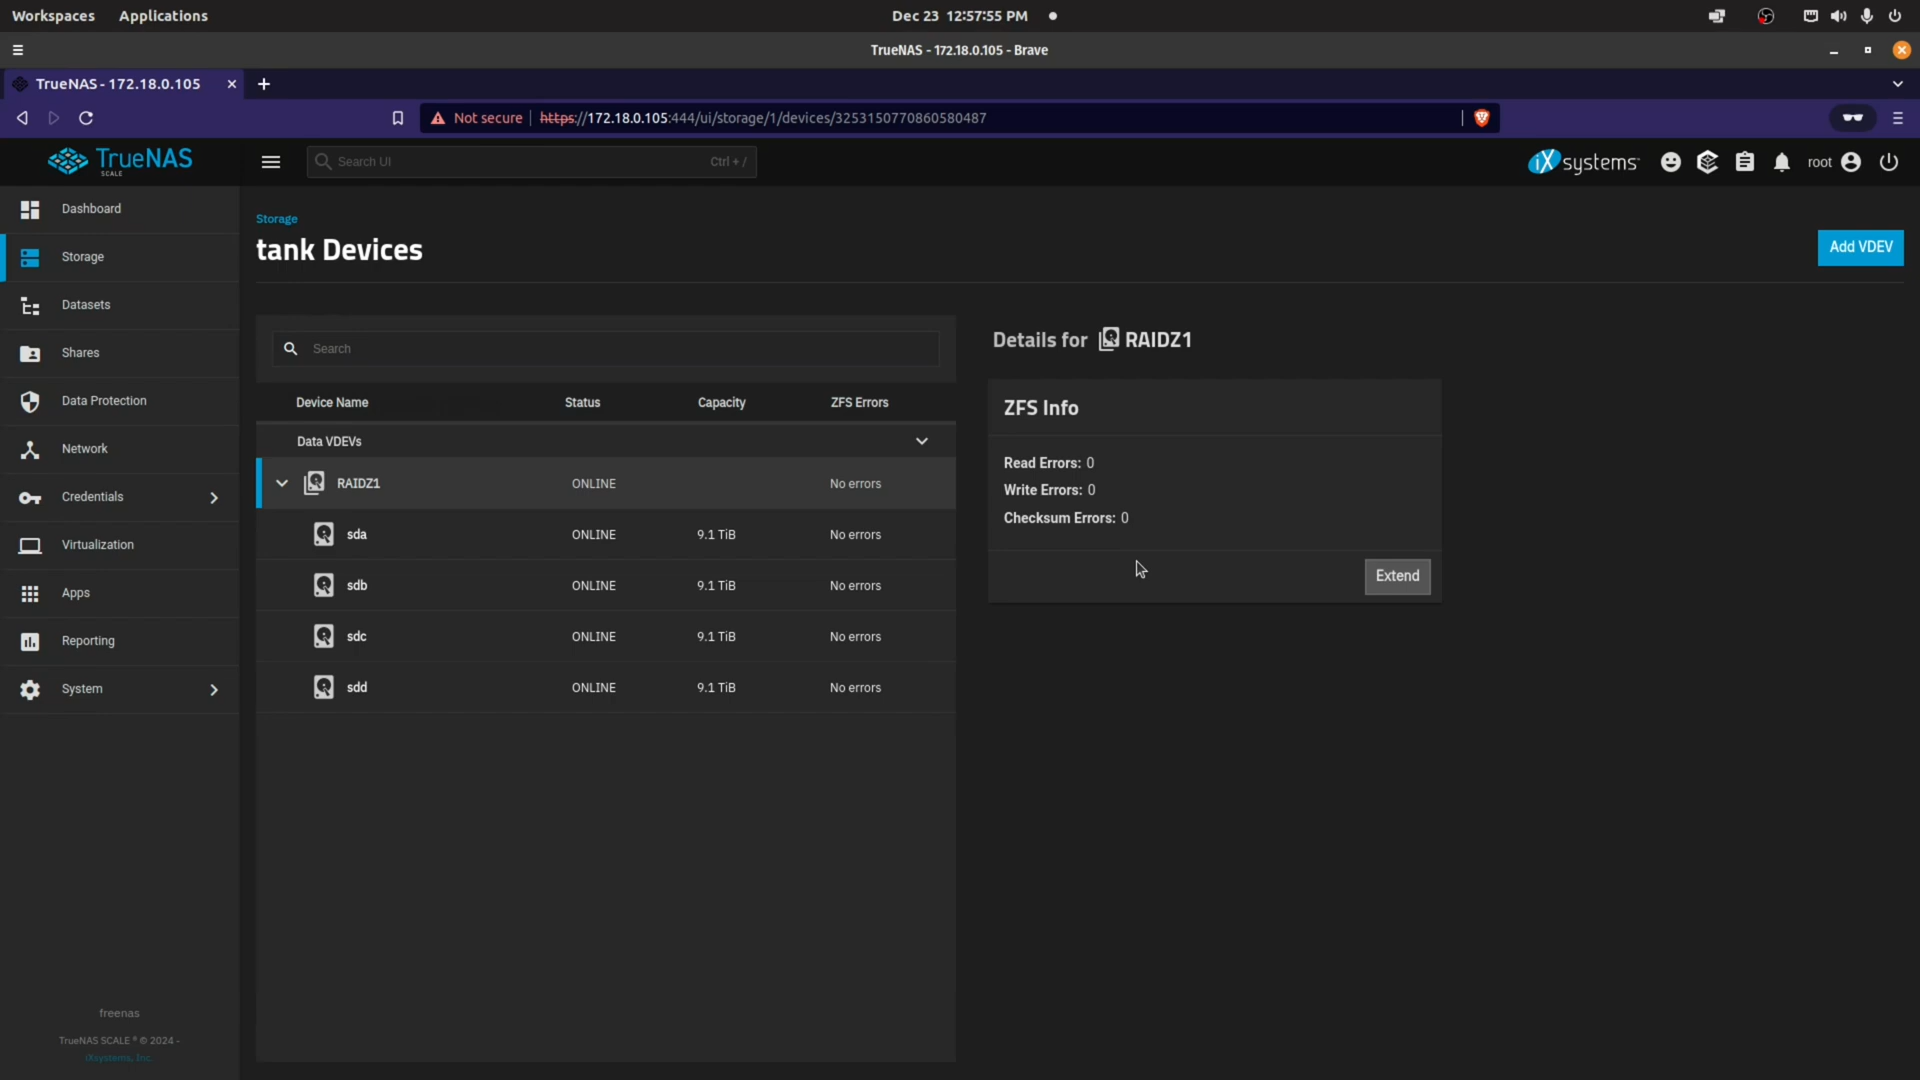 Workspaces Applications Dec 23 12:57:55 PM
TrueNAS - 172.18.0.105 - Brave
TrueNAS - 172.18.0.105
Not secure https://172.18.0.105:444/ui/storage/1/devices/3253150770860580487
TrueNAS
SCALE
Search UI Ctrl + /
iXsystems
root
Dashboard
Storage
Datasets
Shares
Data Protection
Network
Credentials
Virtualization
Apps
Reporting
System
freenas
TrueNAS SCALE ® © 2024 -
iXsystems, Inc.
Storage
tank Devices
Add VDEV
Search
Device Name Status Capacity ZFS Errors
Data VDEVs
RAIDZ1 ONLINE No errors
sda ONLINE 9.1 TiB No errors
sdb ONLINE 9.1 TiB No errors
sdc ONLINE 9.1 TiB No errors
sdd ONLINE 9.1 TiB No errors
Details for RAIDZ1
ZFS Info
Read Errors: 0
Write Errors: 0
Checksum Errors: 0
Extend